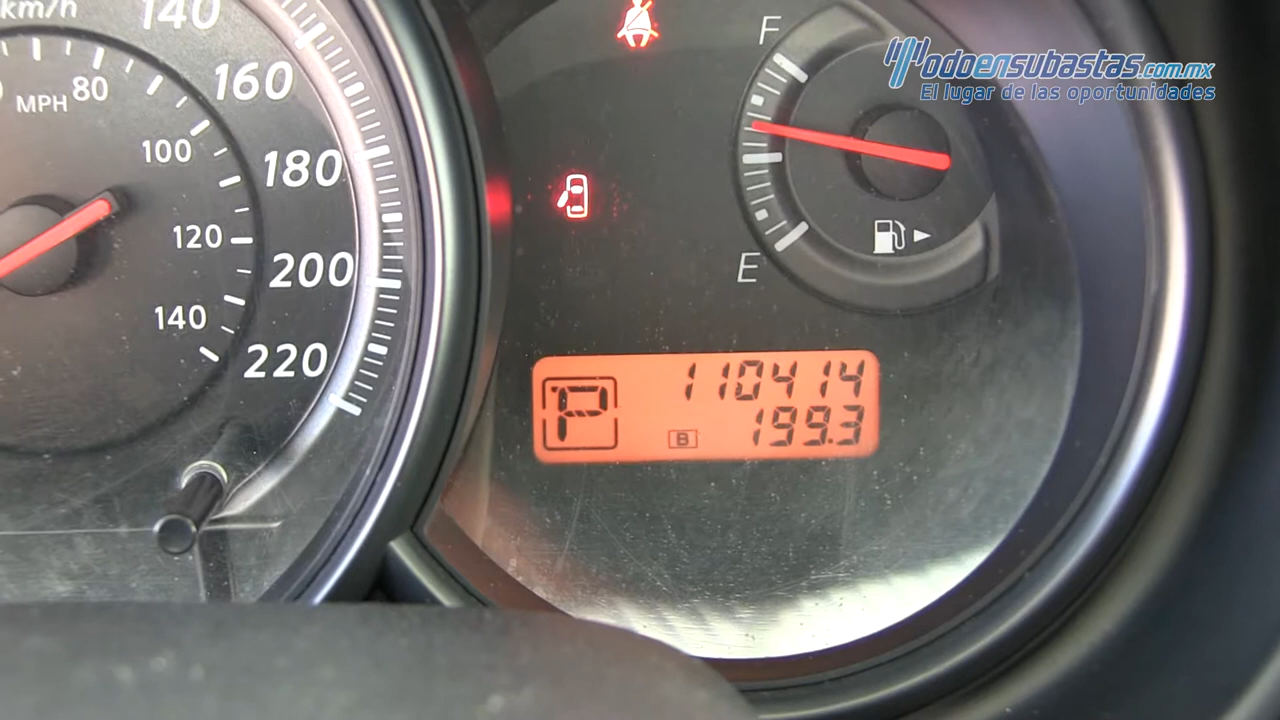 km/h
140
160
180
200
220
MPH
80
100
120
140
F
E
P
110414
B
199.3
Modoensubastas.com.mx
El lugar de las oportunidades